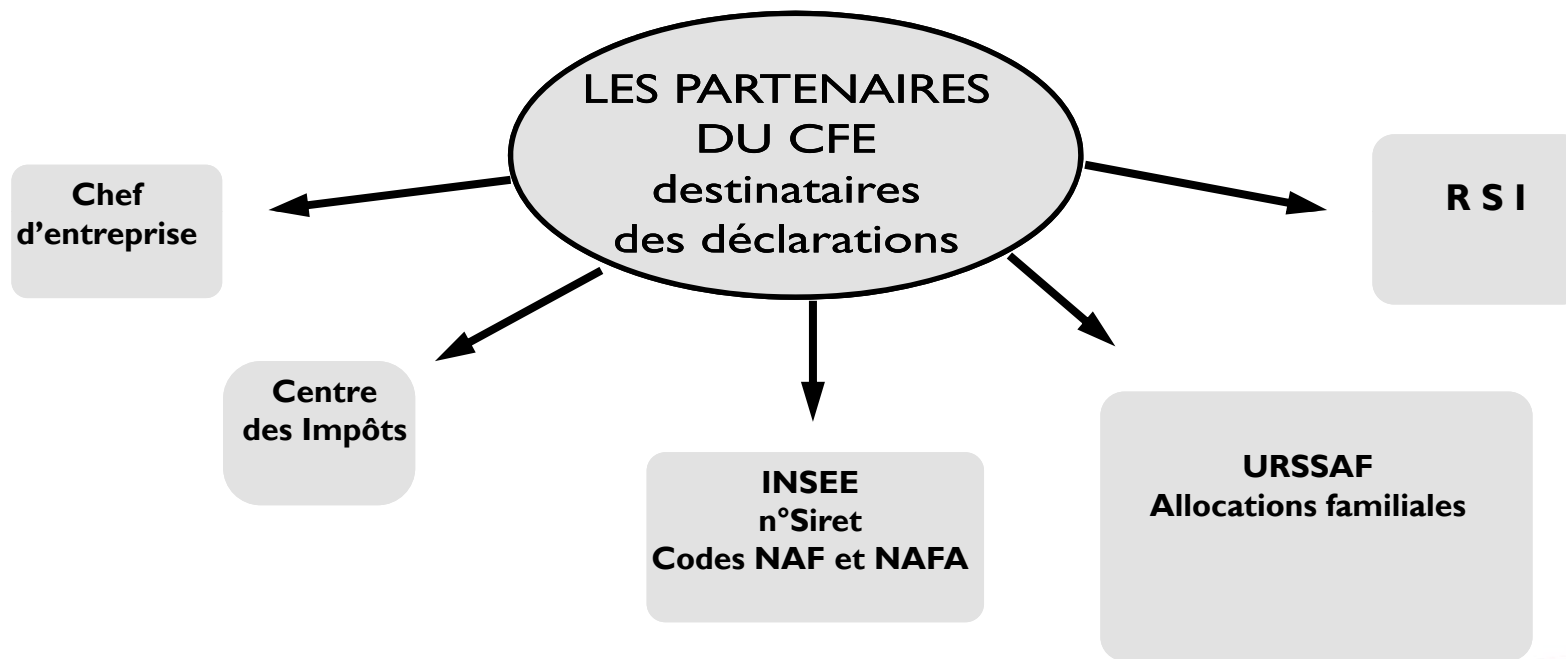 LES PARTENAIRES
DU CFE
destinataires
des déclarations
Chef
d’entreprise
Centre
des Impôts
INSEE
n°Siret
Codes NAF et NAFA
URSSAF
Allocations familiales
R S I